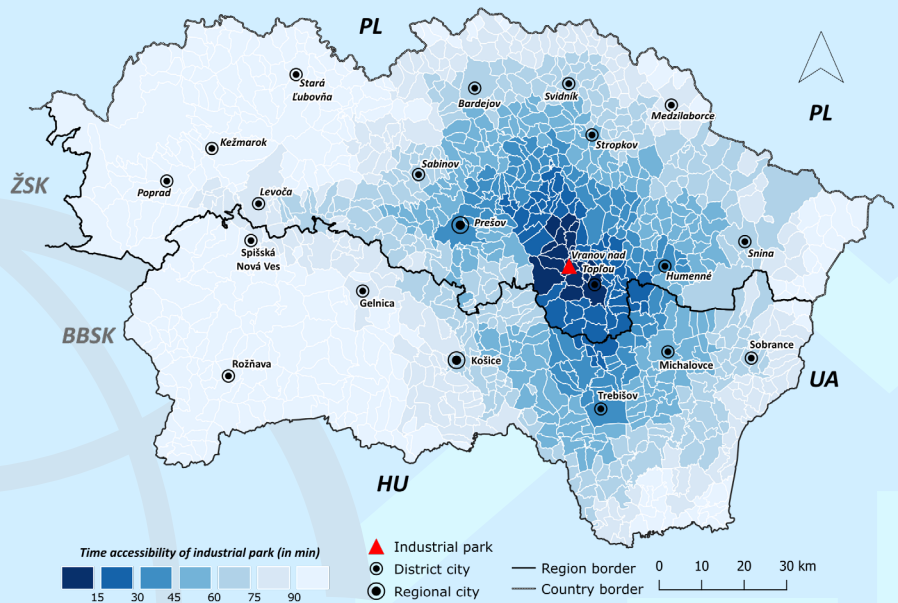 PL
Stará
Ľubovňa
Bardejov
Svidník
Medzilaborce
PL
Kežmarok
Stropkov
Sabinov
ŽSK
Poprad
Levoča
Prešov
Spišská
Nová Ves
Vranov nad
Topľou
Snina
Humenné
Gelnica
BBSK
Košice
Sobrance
Michalovce
Rožňava
UA
Trebišov
HU
Time accessibility of industrial park (in min)
15 30 45 60 75 90
Industrial park
District city
Regional city
Region border
Country border
0 10 20 30 km